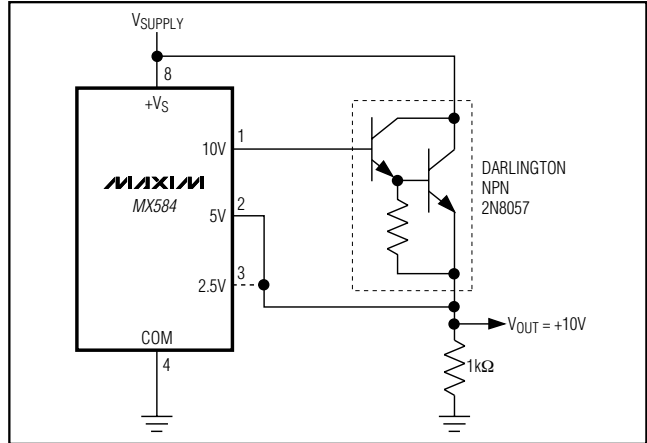 VSUPPLY
8
+VS
10V
1
MAXIM
MX584
5V
2
2.5V
3
COM
4
DARLINGTON
NPN
2N8057
VOUT = +10V
1kΩ